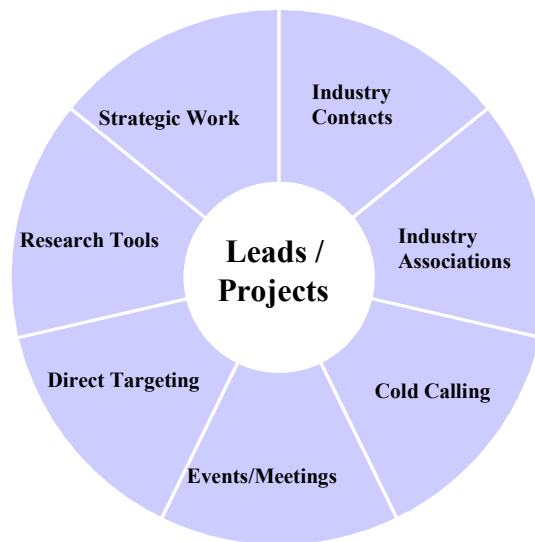 Strategic Work
Industry
Contacts
Research Tools
Leads /
Projects
Industry
Associations
Direct Targeting
Cold Calling
Events/Meetings